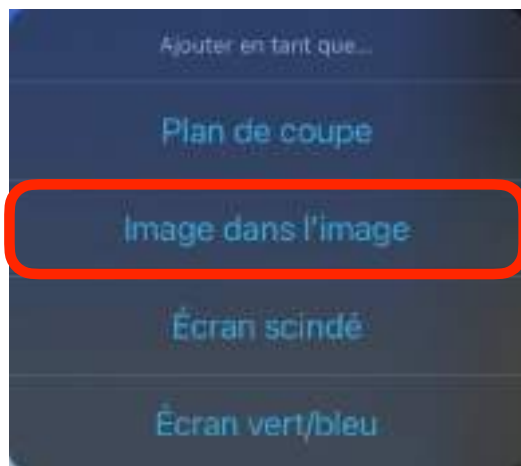 Ajouter en tant que...
Plan de coupe
Image dans l'image
Écran scindé
Écran vert/bleu